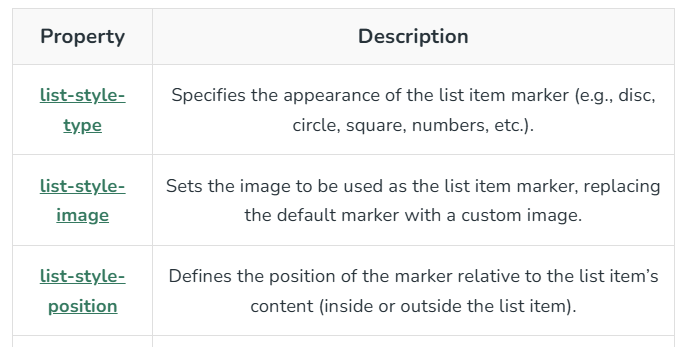 Property Description
list-style- Specifies the appearance of the list item marker (e.g., disc,
type circle, square, numbers, etc.).
list-style- Sets the image to be used as the list item marker, replacing
image the default marker with a custom image.
list-style- Defines the position of the marker relative to the list item’s
position content (inside or outside the list item).